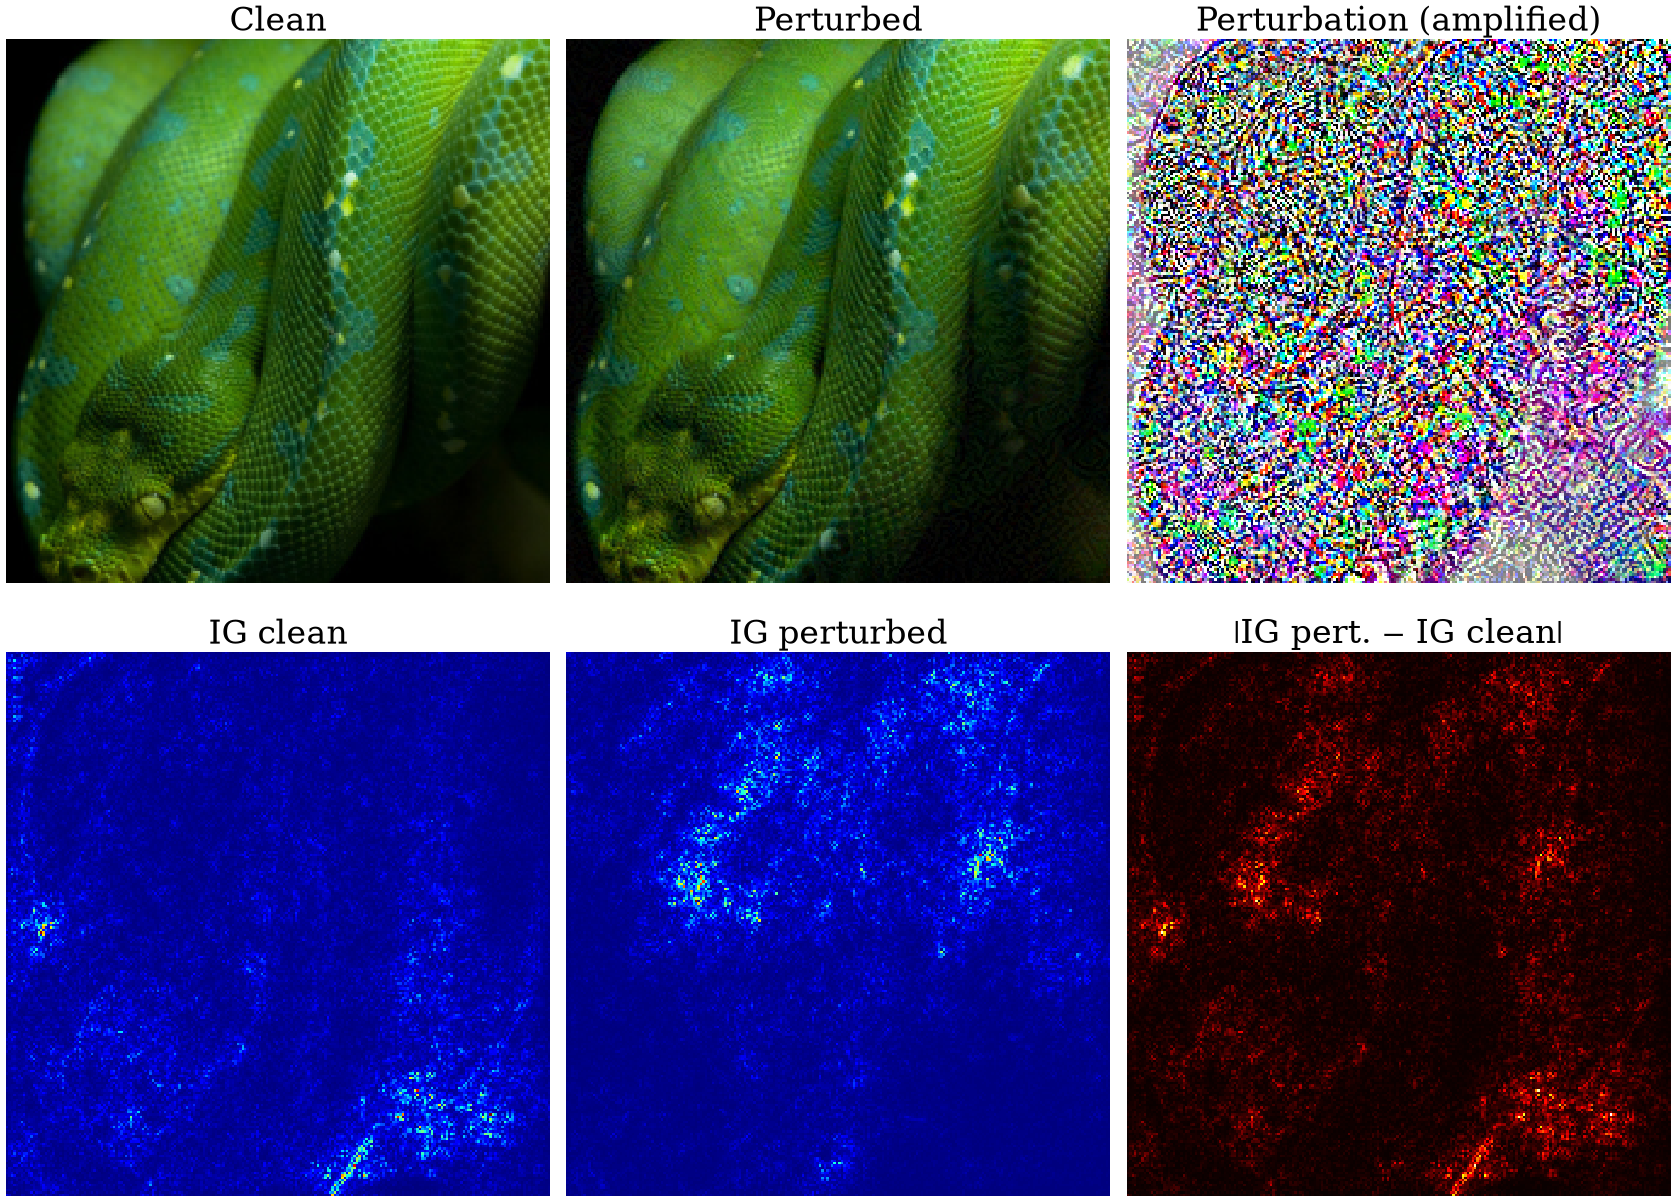 Clean
Perturbed
Perturbation (amplified)
IG clean
IG perturbed
|IG pert. − IG clean|